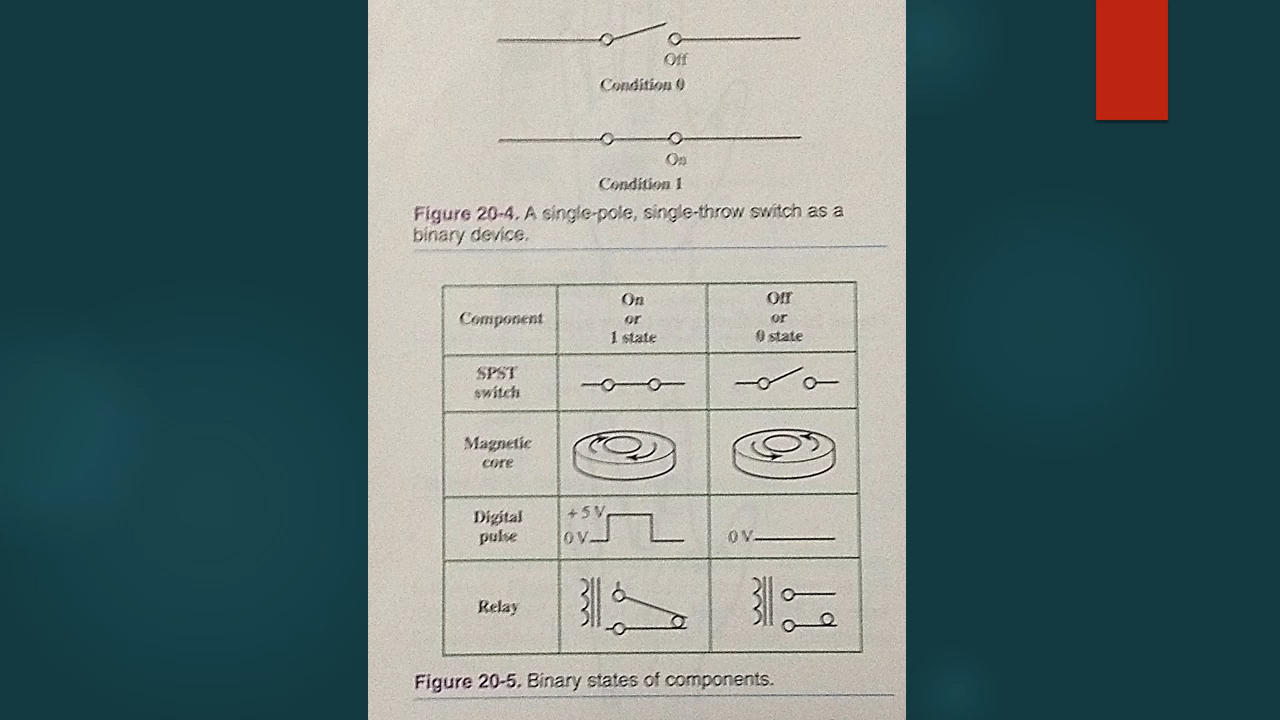 Off
Condition 0
On
Condition 1
Figure 20-4. A single-pole, single-throw switch as a
binary device.
Component
On
or
1 state
Off
or
0 state
SPST
switch
Magnetic
core
Digital
pulse
+5 V
0 V
0 V
Relay
Figure 20-5. Binary states of components.